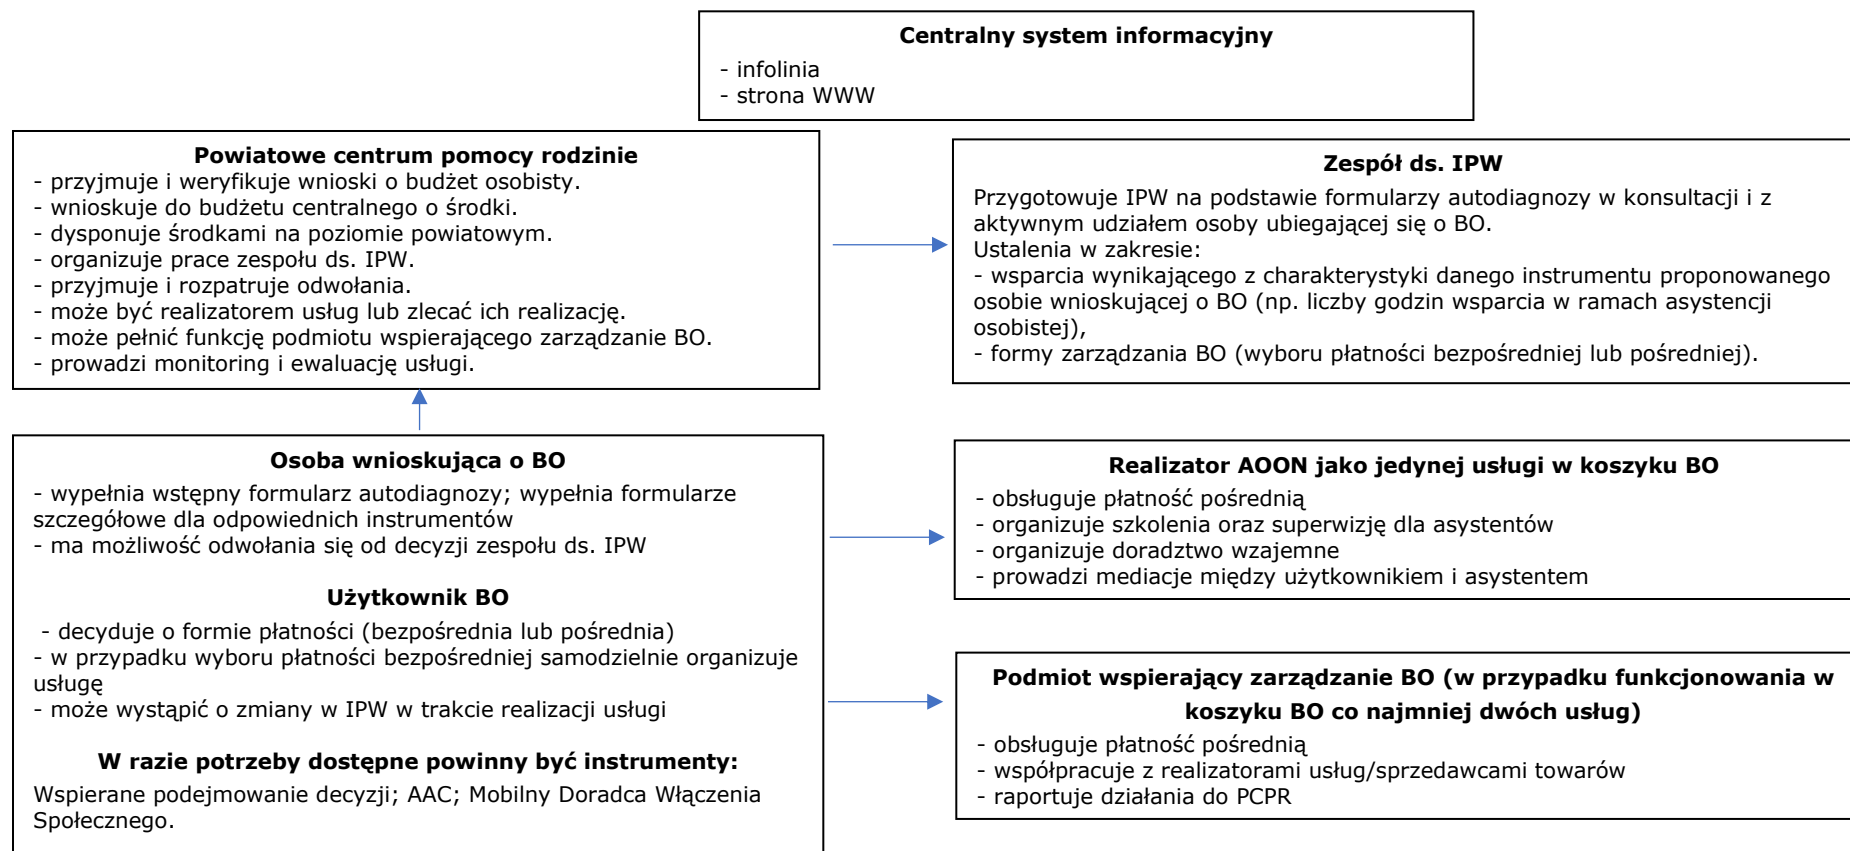 Centralny system informacyjny
- infolinia
- strona WWW
Powiatowe centrum pomocy rodzinie
- przyjmuje i weryfikuje wnioski o budżet osobisty.
- wnioskuje do budżetu centralnego o środki.
- dysponuje środkami na poziomie powiatowym.
- organizuje prace zespołu ds. IPW.
- przyjmuje i rozpatruje odwołania.
- może być realizatorem usług lub zlecać ich realizację.
- może pełnić funkcję podmiotu wspierającego zarządzanie BO.
- prowadzi monitoring i ewaluację usługi.
Zespół ds. IPW
Przygotowuje IPW na podstawie formularzy autodiagnozy w konsultacji i z
aktywnym udziałem osoby ubiegającej się o BO.
Ustalenia w zakresie:
- wsparcia wynikającego z charakterystyki danego instrumentu proponowanego
osobie wnioskującej o BO (np. liczby godzin wsparcia w ramach asystencji
osobistej),
- formy zarządzania BO (wyboru płatności bezpośredniej lub pośredniej).
Osoba wnioskująca o BO
- wypełnia wstępny formularz autodiagnozy; wypełnia formularze
szczegółowe dla odpowiednich instrumentów
- ma możliwość odwołania się od decyzji zespołu ds. IPW
Użytkownik BO
- decyduje o formie płatności (bezpośrednia lub pośrednia)
- w przypadku wyboru płatności bezpośredniej samodzielnie organizuje
usługę
- może wystąpić o zmiany w IPW w trakcie realizacji usługi
W razie potrzeby dostępne powinny być instrumenty:
Wspierane podejmowanie decyzji; AAC; Mobilny Doradca Włączenia
Społecznego.
Realizator AOON jako jedynej usługi w koszyku BO
- obsługuje płatność pośrednią
- organizuje szkolenia oraz superwizję dla asystentów
- organizuje doradztwo wzajemne
- prowadzi mediacje między użytkownikiem i asystentem
Podmiot wspierający zarządzanie BO (w przypadku funkcjonowania w
koszyku BO co najmniej dwóch usług)
- obsługuje płatność pośrednią
- współpracuje z realizatorami usług/sprzedawcami towarów
- raportuje działania do PCPR